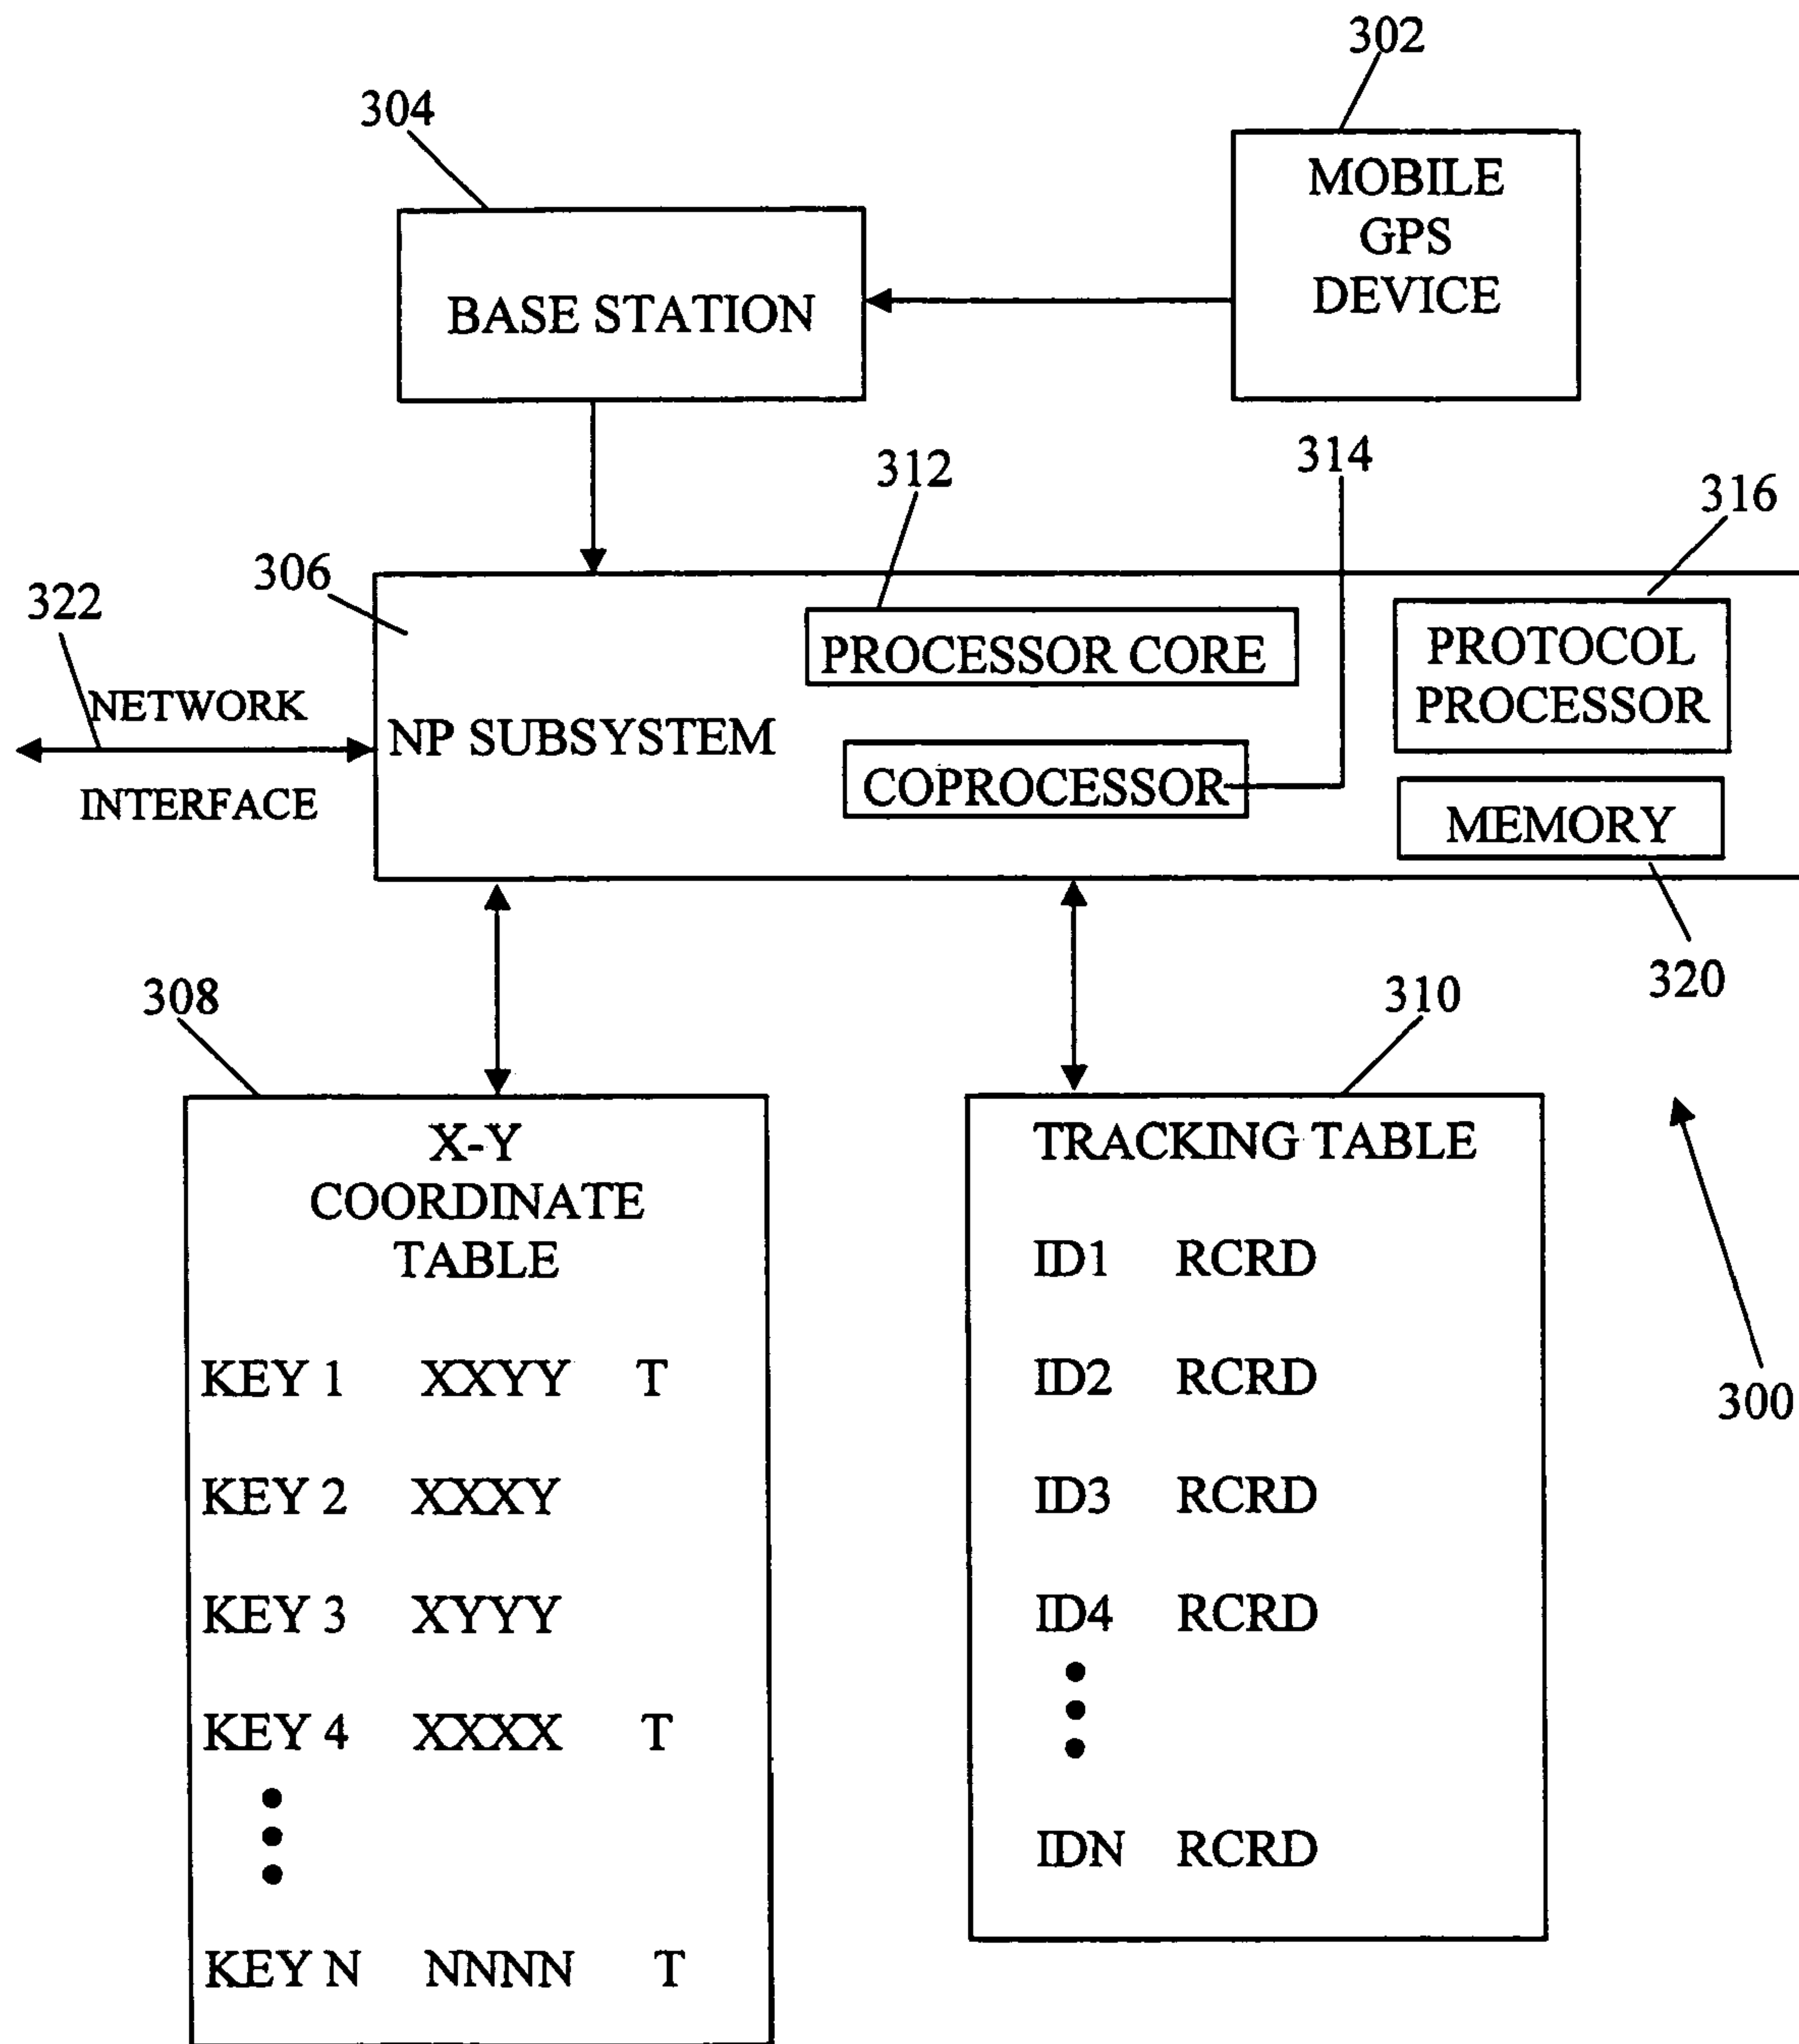 302
304
MOBILE
GPS
DEVICE
BASE STATION
312
314
316
306
322
PROCESSOR CORE
PROTOCOL
PROCESSOR
NETWORK
NP SUBSYSTEM
INTERFACE
COPROCESSOR
MEMORY
308
310
320
X-Y
COORDINATE
TABLE
KEY 1 XXYY T
KEY 2 XXXY
KEY 3 XYYY
KEY 4 XXXX T
KEY N NNNN T
TRACKING TABLE
ID1 RCRD
ID2 RCRD
ID3 RCRD
ID4 RCRD
IDN RCRD
300